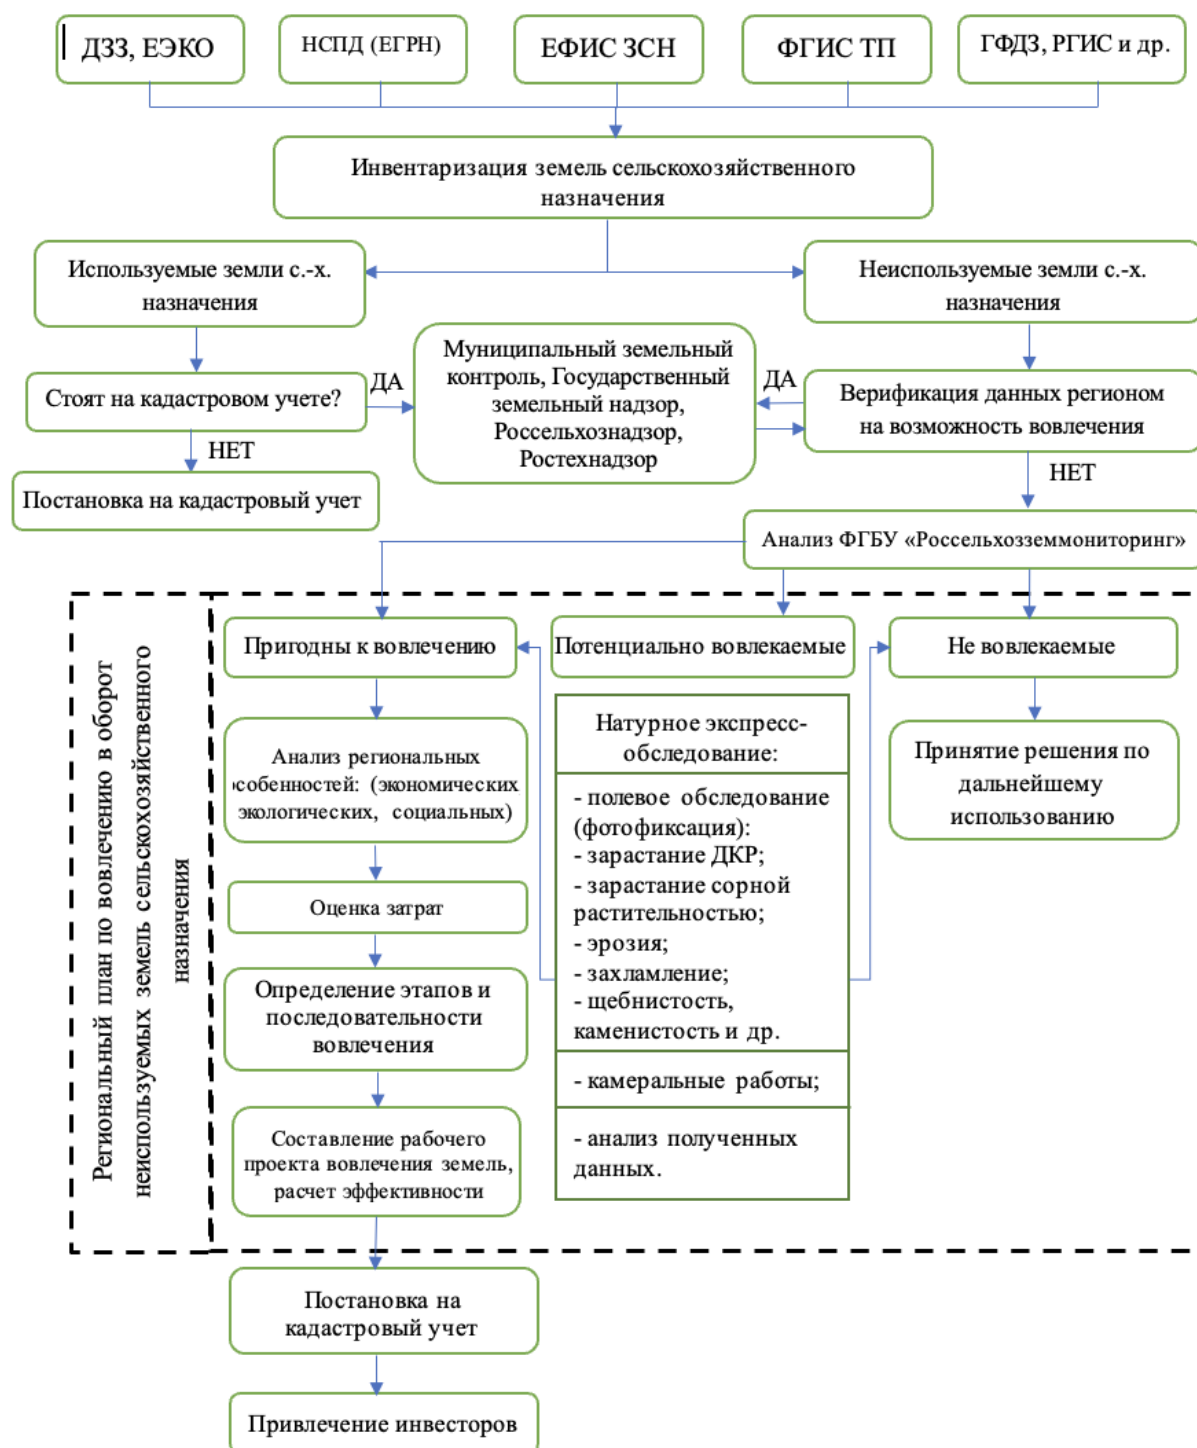 ДЗЗ, ЕЭКО
НСПД (ЕГРН)
ЕФИС ЗСН
ФГИС ТП
ГФДЗ, РГИС и др.
Инвентаризация земель сельскохозяйственного
назначения
Используемые земли с.-х.
назначения
Неиспользуемые земли с.-х.
назначения
Стоят на кадастровом учете?
ДА
Муниципальный земельный
контроль, Государственный
земельный надзор,
Россельхознадзор,
Ростехнадзор
ДА
Верификация данных регионом
на возможность вовлечения
НЕТ
НЕТ
Постановка на кадастровый учет
Анализ ФГБУ «Россельхозземмониторинг»
Региональный план по вовлечению в оборот
неиспользуемых земель сельскохозяйственного
назначения
Пригодны к вовлечению
Потенциально вовлекаемые
Не вовлекаемые
Анализ региональных
особенностей: (экономических
экологических, социальных)
Оценка затрат
Определение этапов и
последовательности
вовлечения
Составление рабочего
проекта вовлечения земель,
расчет эффективности
Натурное экспресс-
обследование:
- полевое обследование
(фотофиксация):
- зарастание ДКР;
- зарастание сорной
растительностью;
- эрозия;
- захламление;
- щебнистость,
каменистость и др.
- камеральные работы;
- анализ полученных
данных.
Принятие решения по
дальнейшему
использованию
Постановка на
кадастровый учет
Привлечение инвесторов